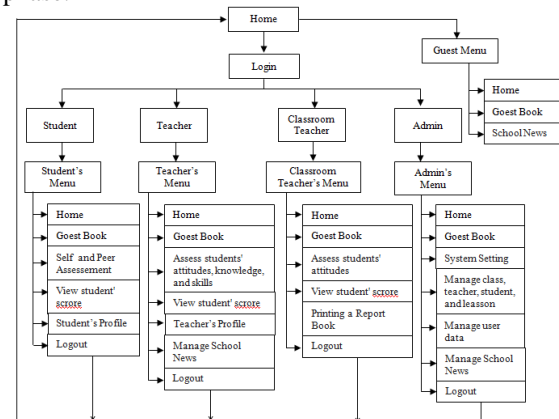 Home
Guest Menu
Login
Home
Goest Book
School News
Student
Teacher
Classroom
Teacher
Admin
Student's
Menu
Teacher's
Menu
Classroom
Teacher's Menu
Admin's
Menu
Home
Goest Book
Self and Peer
Assessment
View student'
scrore
Student's Profile
Logout
Home
Goest Book
Assess students'
attitudes, knowledge,
and skills
View student' scrore
Teacher's Profile
Manage School
News
Logout
Home
Goest Book
Assess students'
attitudes
View student' scrore
Printing a Report
Book
Logout
Home
Goest Book
System Setting
Manage class,
teacher, student,
and leasson
Manage user
data
Manage School
News
Logout